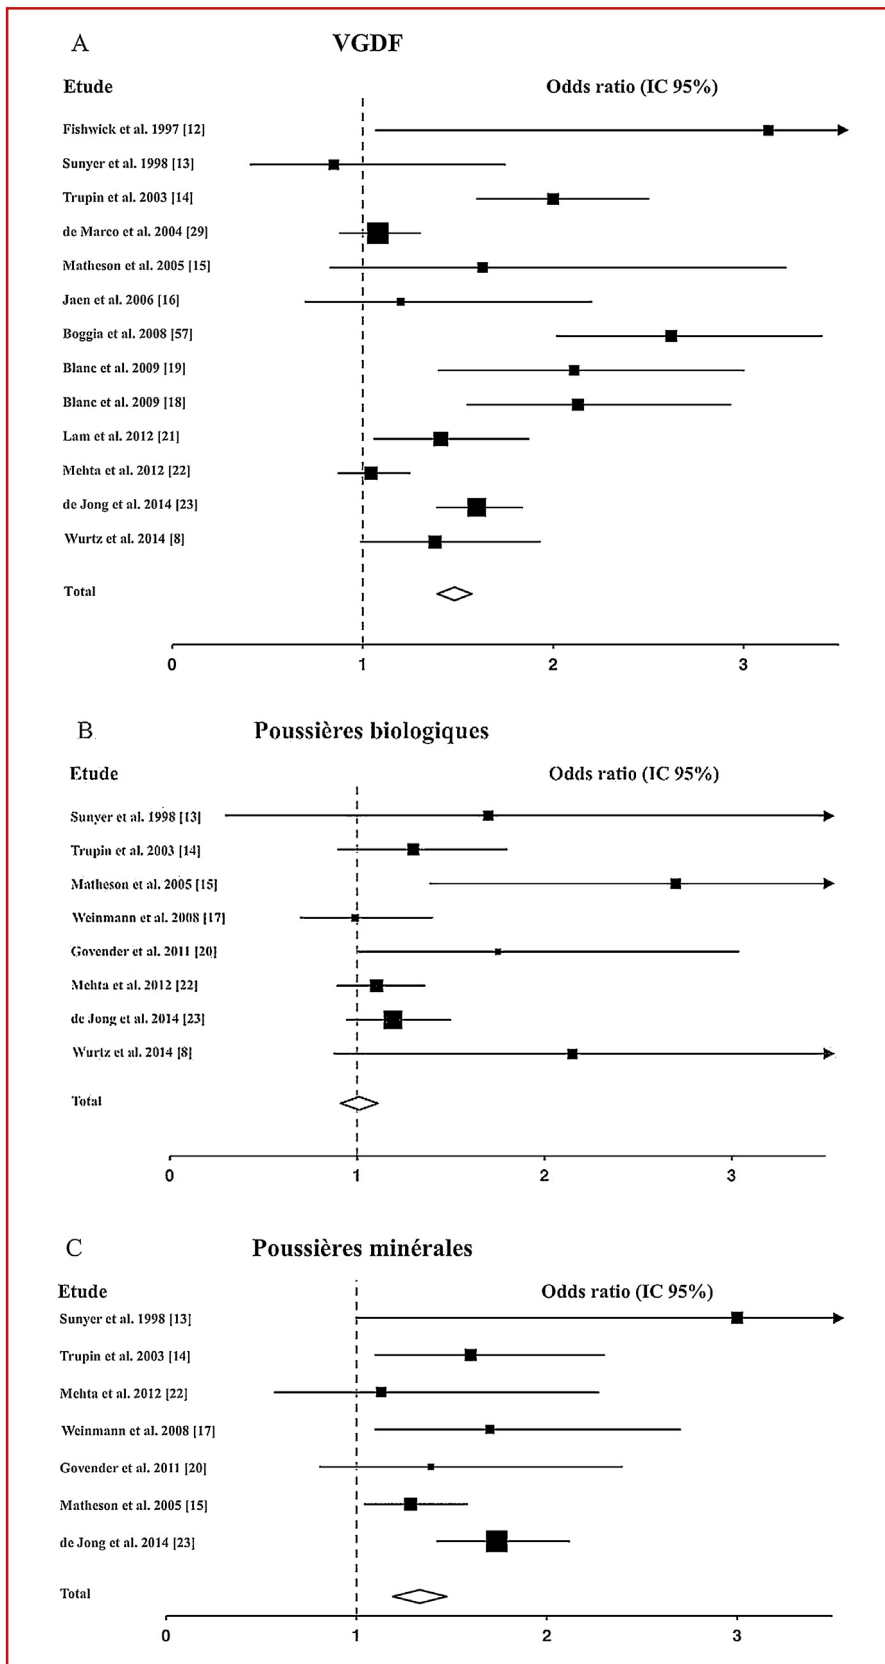 A VGDF
Etude Odds ratio (IC 95%)
Fishwick et al. 1997 [12]
Sunyer et al. 1998 [13]
Trupin et al. 2003 [14]
de Marco et al. 2004 [29]
Matheson et al. 2005 [15]
Jaen et al. 2006 [16]
Boggia et al. 2008 [57]
Blanc et al. 2009 [19]
Blanc et al. 2009 [18]
Lam et al. 2012 [21]
Mehta et al. 2012 [22]
de Jong et al. 2014 [23]
Wurtz et al. 2014 [8]
Total
0 1 2 3
B Poussières biologiques
Etude Odds ratio (IC 95%)
Sunyer et al. 1998 [13]
Trupin et al. 2003 [14]
Matheson et al. 2005 [15]
Weinmann et al. 2008 [17]
Govender et al. 2011 [20]
Mehta et al. 2012 [22]
de Jong et al. 2014 [23]
Wurtz et al. 2014 [8]
Total
0 1 2 3
C Poussières minérales
Etude Odds ratio (IC 95%)
Sunyer et al. 1998 [13]
Trupin et al. 2003 [14]
Mehta et al. 2012 [22]
Weinmann et al. 2008 [17]
Govender et al. 2011 [20]
Matheson et al. 2005 [15]
de Jong et al. 2014 [23]
Total
0 1 2 3